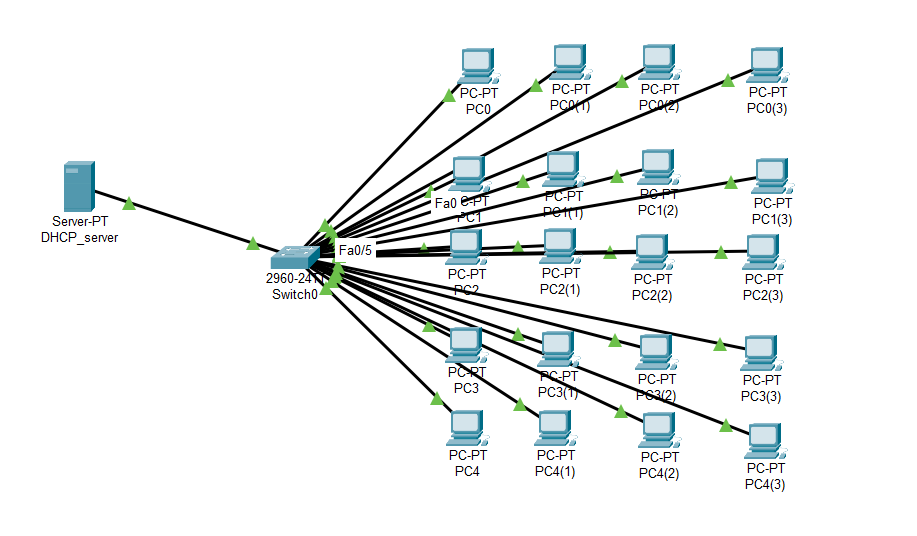 PC-PT
PC0
PC-PT
PC0(1)
PC-PT
PC0(2)
PC-PT
PC0(3)
Server-PT
DHCP_server
Fa0
C-PT
PC1
PC-PT
PC1(1)
PC-PT
PC1(2)
PC-PT
PC1(3)
Fa0/5
2960-24TT
Switch0
PC-PT
PC2
PC-PT
PC2(1)
PC-PT
PC2(2)
PC-PT
PC2(3)
PC-PT
PC3
PC-PT
PC3(1)
PC-PT
PC3(2)
PC-PT
PC3(3)
PC-PT
PC4
PC-PT
PC4(1)
PC-PT
PC4(2)
PC-PT
PC4(3)